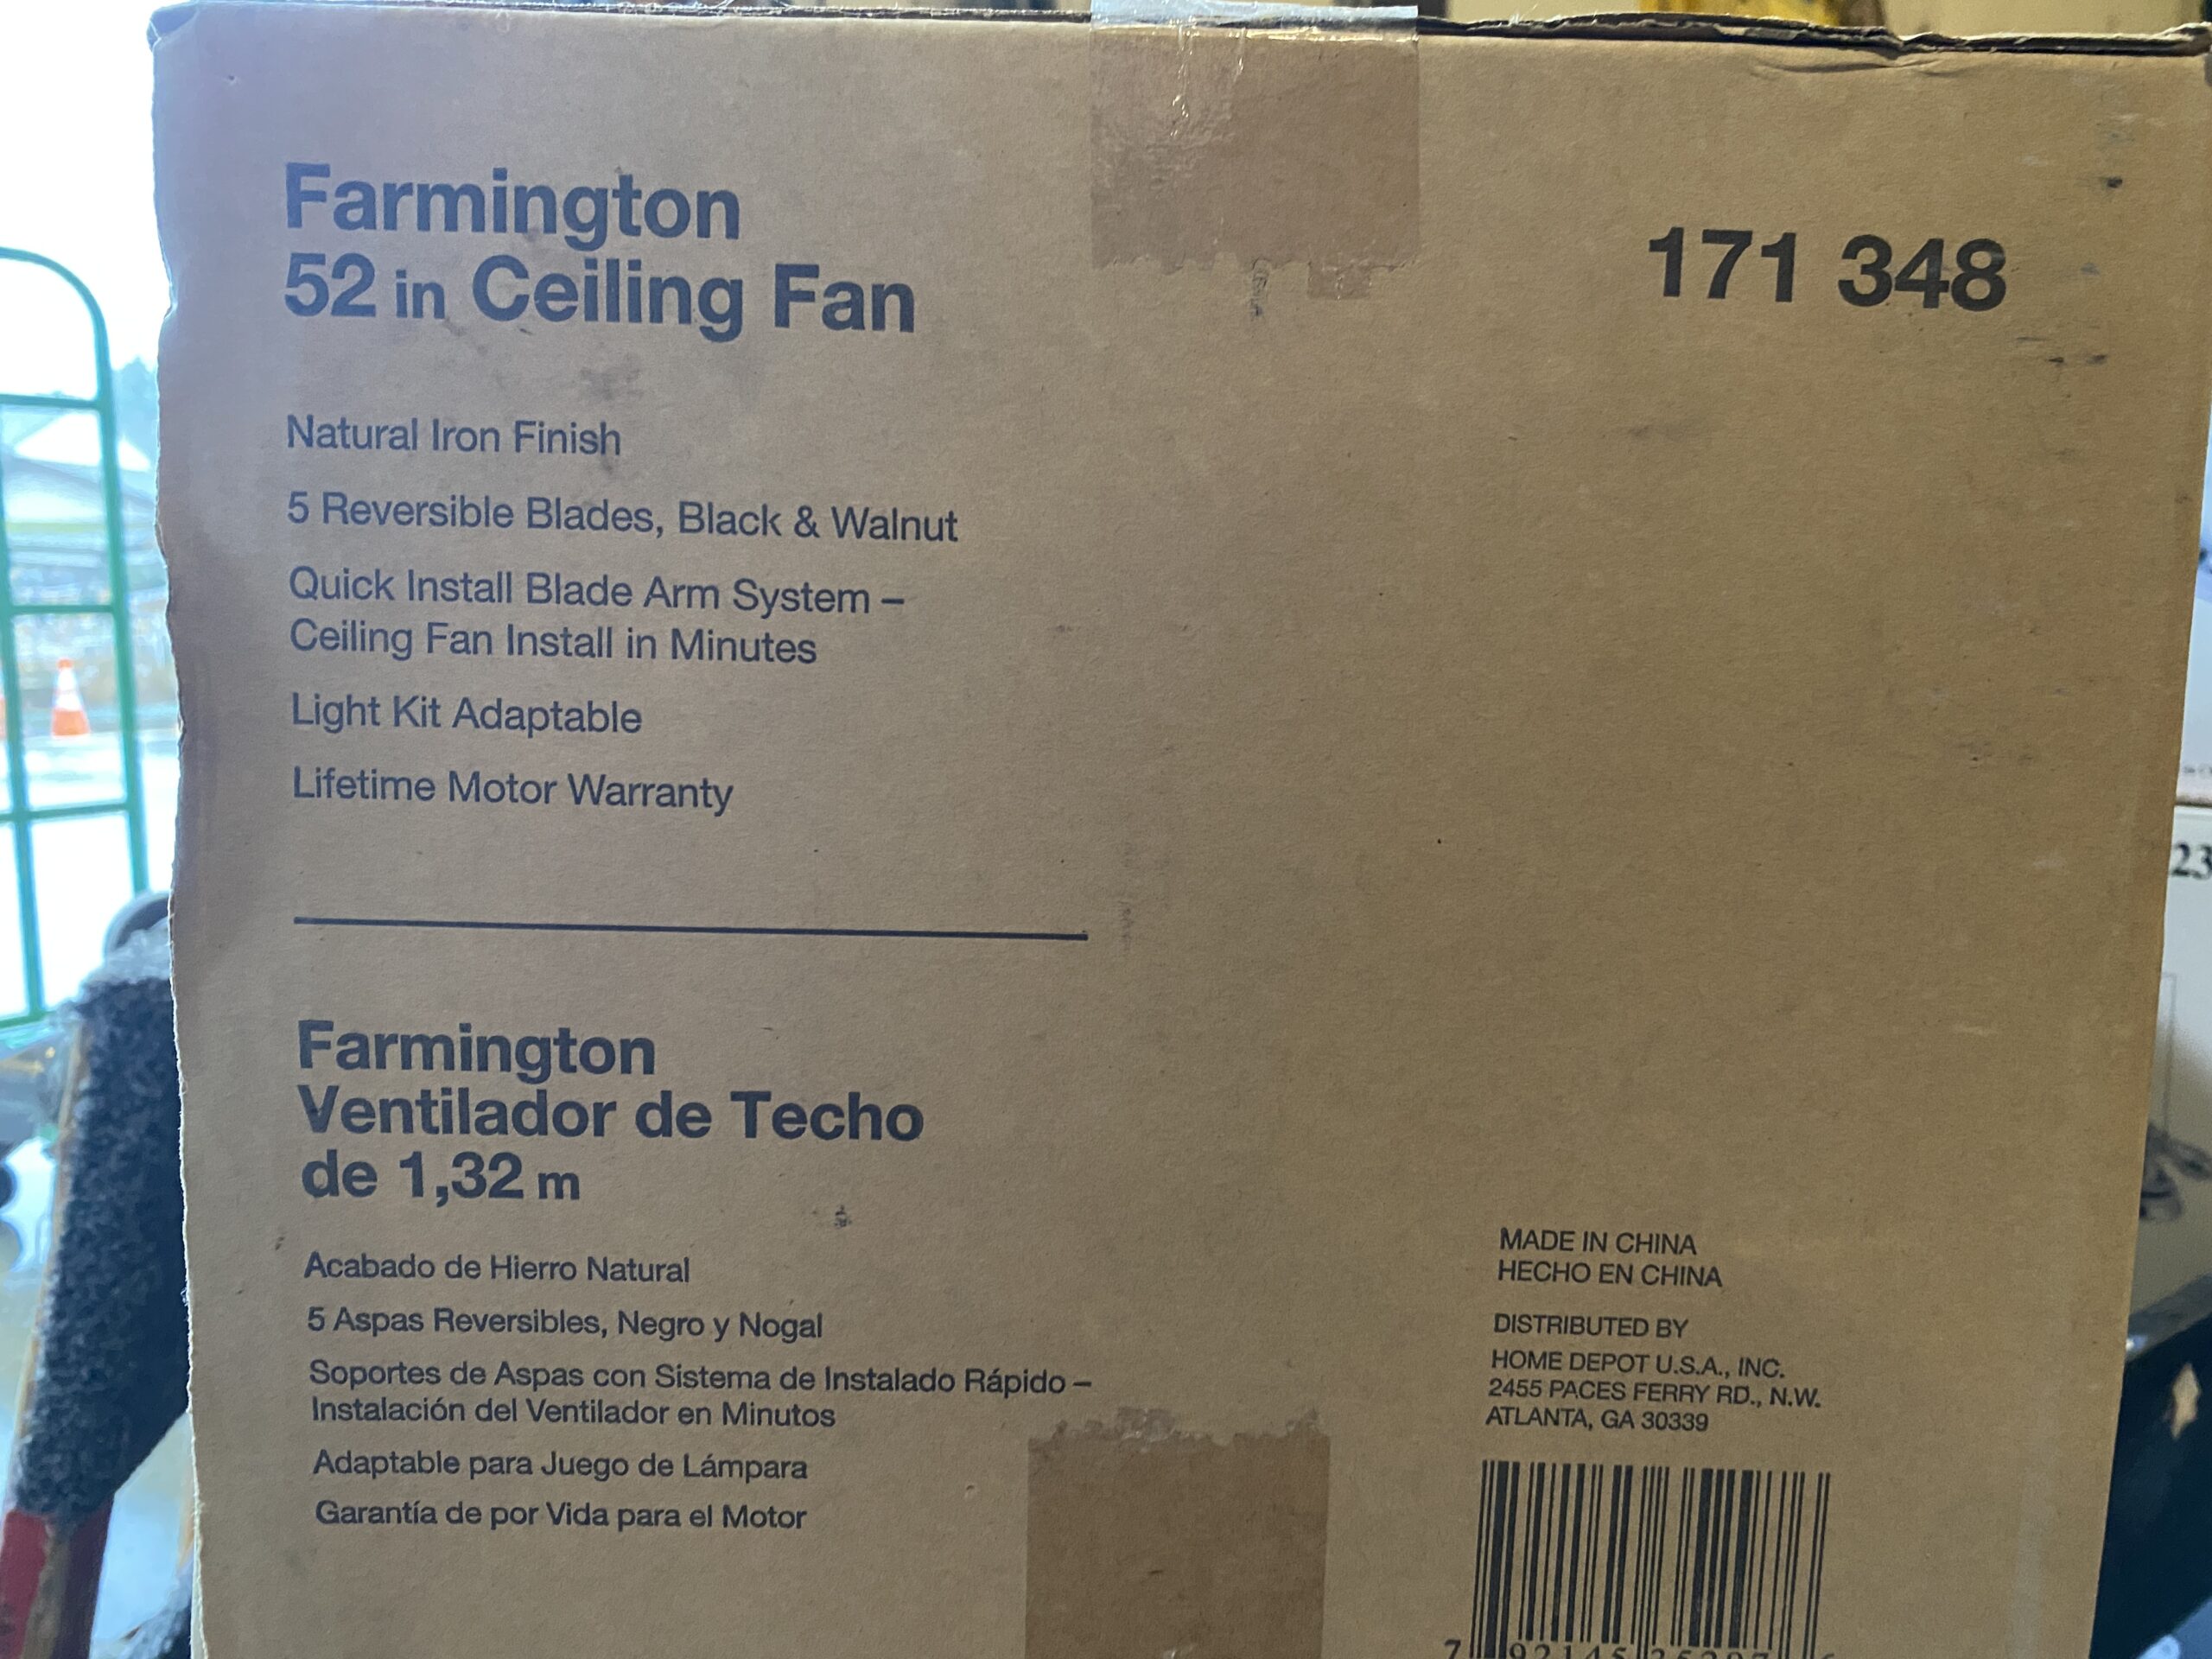 Farmington
52 in Ceiling Fan
171 348
Natural Iron Finish
5 Reversible Blades, Black & Walnut
Quick Install Blade Arm System –
Ceiling Fan Install in Minutes
Light Kit Adaptable
Lifetime Motor Warranty
Farmington
Ventilador de Techo
de 1,32 m
Acabado de Hierro Natural
5 Aspas Reversibles, Negro y Nogal
Soportes de Aspas con Sistema de Instalado Rápido –
Instalación del Ventilador en Minutos
Adaptable para Juego de Lámpara
Garantía de por Vida para el Motor
MADE IN CHINA
HECHO EN CHINA
DISTRIBUTED BY
HOME DEPOT U.S.A., INC.
2455 PACES FERRY RD., N.W.
ATLANTA, GA 30339
23